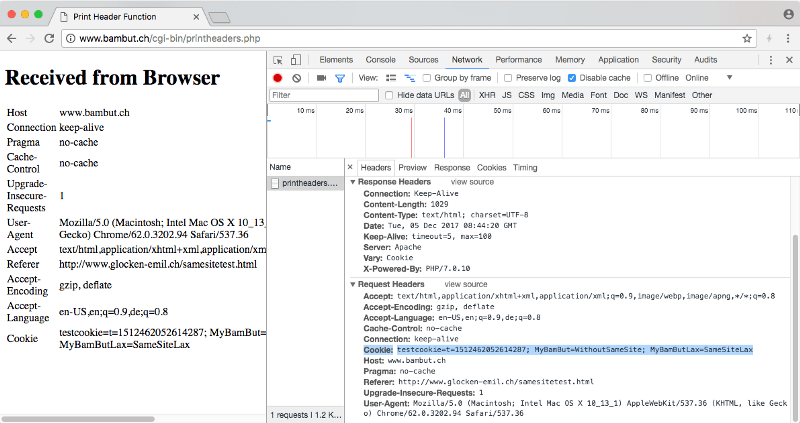 Print Header Function
www.bambut.ch/cgi-bin/printheaders.php
Received from Browser
Host www.bambut.ch
Connection keep-alive
Pragma no-cache
Cache-
Control no-cache
Upgrade-
Insecure- 1
Requests
User- Mozilla/5.0 (Macintosh; Intel Mac OS X 10_13_
Agent Gecko) Chrome/62.0.3202.94 Safari/537.36
Accept text/html,application/xhtml+xml,application/xm
Referer http://www.glocken-emil.ch/samesitetest.html
Accept-
Encoding gzip, deflate
Accept-
Language en-US,en;q=0.9,de;q=0.8
Cookie testcookie=t=1512462052614287; MyBamBut=
MyBamButLax=SameSiteLax
Elements Console Sources Network Performance Memory Application Security Audits
View: Group by frame Preserve log Disable cache Offline Online
Filter Hide data URLs All XHR JS CSS Img Media Font Doc WS Manifest Other
10 ms 20 ms 30 ms 40 ms 50 ms 60 ms 70 ms 80 ms 90 ms 100 ms 110
Name
printheaders....
1 requests | 1.2 K...
Headers Preview Response Cookies Timing
Response Headers view source
Connection: Keep-Alive
Content-Length: 1029
Content-Type: text/html; charset=UTF-8
Date: Tue, 05 Dec 2017 08:44:20 GMT
Keep-Alive: timeout=5, max=100
Server: Apache
Vary: Cookie
X-Powered-By: PHP/7.0.10
Request Headers view source
Accept: text/html,application/xhtml+xml,application/xml;q=0.9,image/webp,image/apng,*/*;q=0.8
Accept-Encoding: gzip, deflate
Accept-Language: en-US,en;q=0.9,de;q=0.8
Cache-Control: no-cache
Connection: keep-alive
Cookie: testcookie=t=1512462052614287; MyBamBut=WithoutSameSite; MyBamButLax=SameSiteLax
Host: www.bambut.ch
Pragma: no-cache
Referer: http://www.glocken-emil.ch/samesitetest.html
Upgrade-Insecure-Requests: 1
User-Agent: Mozilla/5.0 (Macintosh; Intel Mac OS X 10_13_1) AppleWebKit/537.36 (KHTML, like Geck
o) Chrome/62.0.3202.94 Safari/537.36